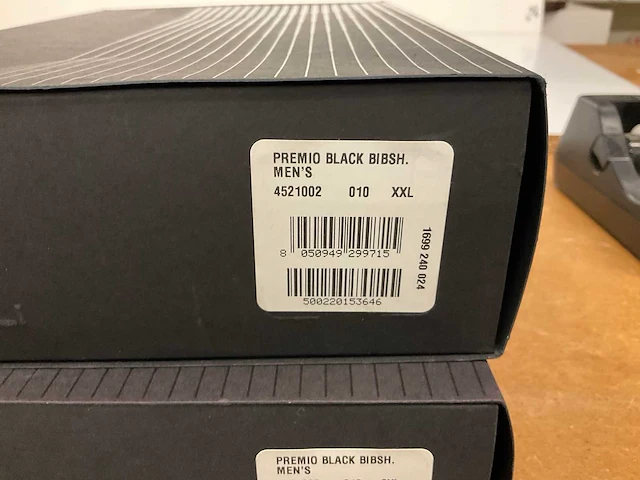 PREMIO BLACK BIBSH.
MEN'S
4521002 010 XXL
8 050949 299715
500220153646
1699 240 024
PREMIO BLACK BIBSH.
MEN'S